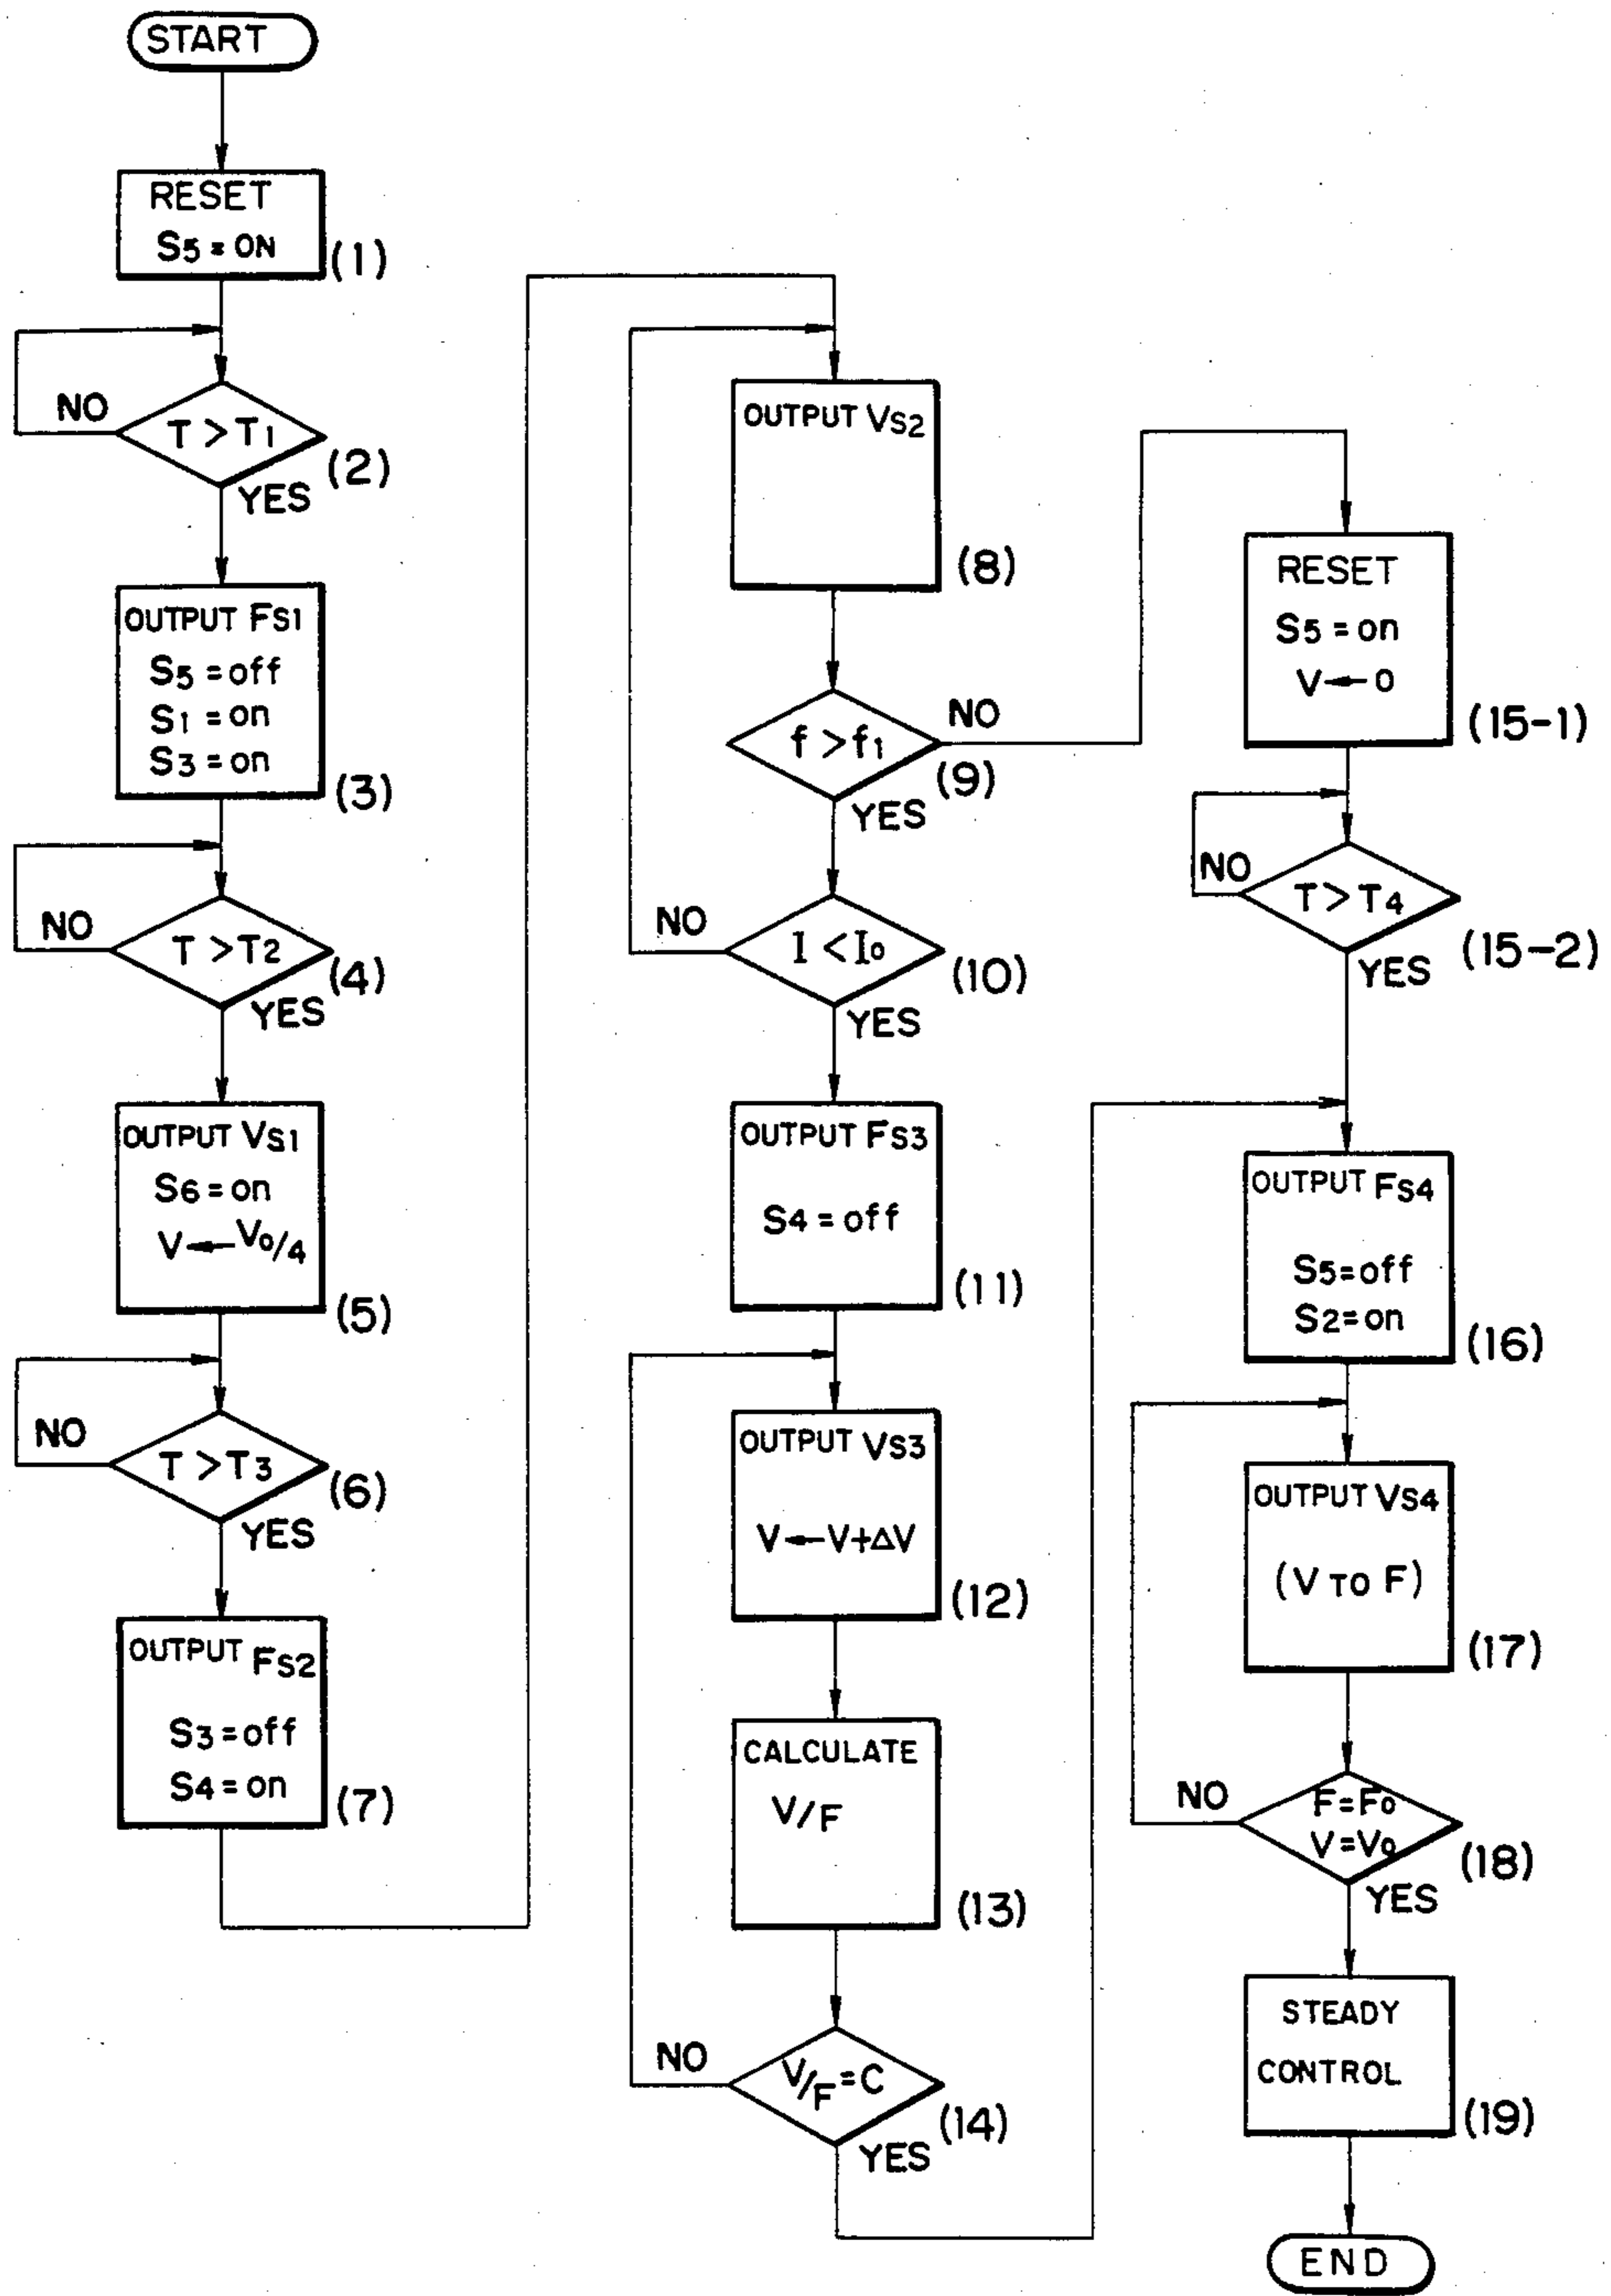 START
RESET
S5 = ON
(1)
NO
T > T1
(2)
YES
OUTPUT FS1
S5 = off
S1 = on
S3 = on
(3)
NO
T > T2
(4)
YES
OUTPUT VS1
S6 = on
V ← V0/4
(5)
NO
T > T3
(6)
YES
OUTPUT FS2
S3 = off
S4 = on
(7)
OUTPUT VS2
(8)
f > f1
NO
(9)
YES
NO
I < I0
(10)
YES
OUTPUT FS3
S4 = off
(11)
OUTPUT VS3
V ← V+ΔV
(12)
CALCULATE
V/F
(13)
NO
V/F = C
(14)
YES
RESET
S5 = on
V ← 0
(15-1)
NO
T > T4
(15-2)
YES
OUTPUT FS4
S5 = off
S2 = on
(16)
OUTPUT VS4
(V TO F)
(17)
NO
F = F0
V = V0
(18)
YES
STEADY
CONTROL
(19)
END